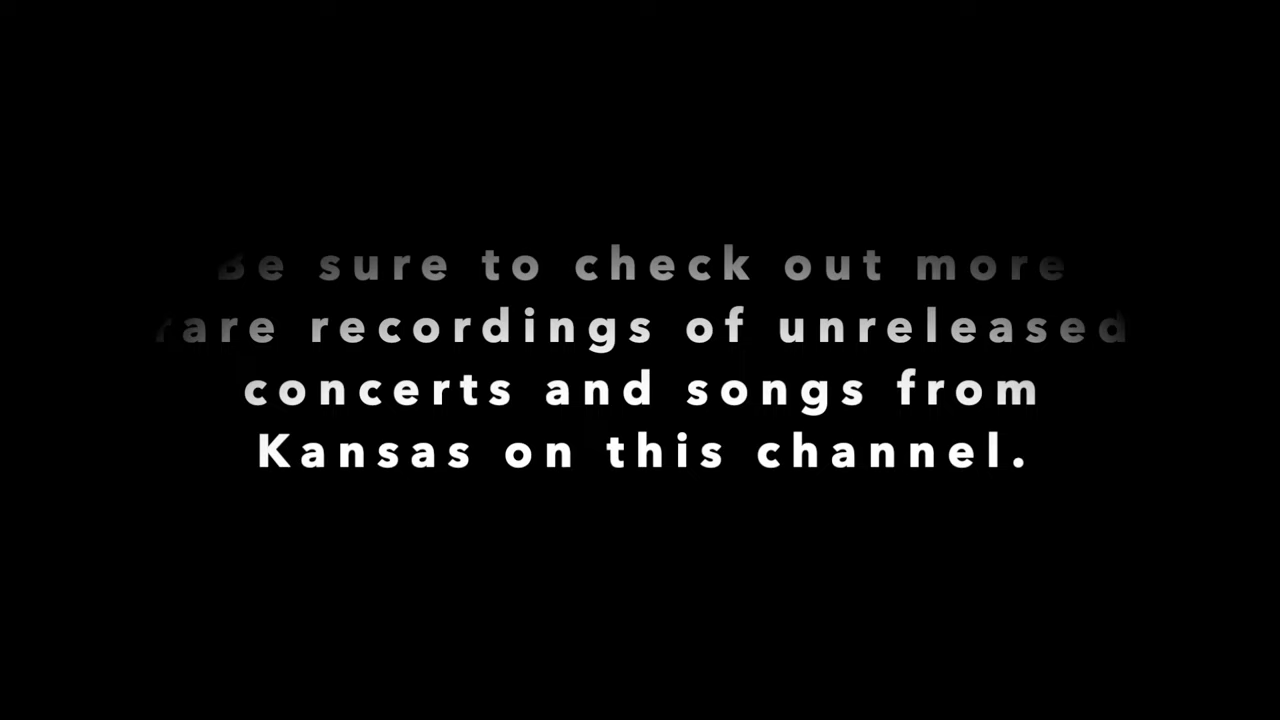 Be sure to check out more
rare recordings of unreleased
concerts and songs from
Kansas on this channel.